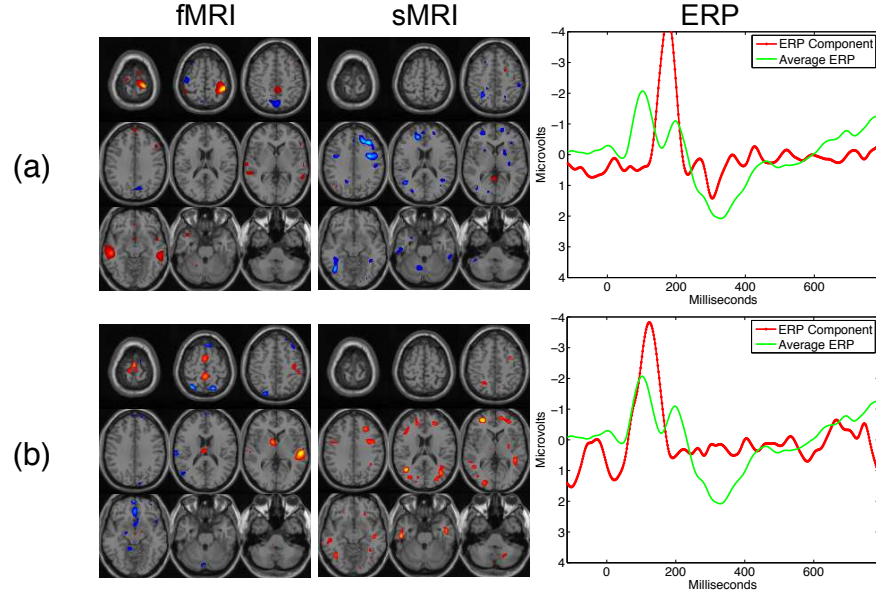 fMRI sMRI ERP
(a)
-4
-3
-2
-1
0
1
2
3
4
Microvolts
0 200 400 600
Milliseconds
ERP Component
Average ERP
(b)
-4
-3
-2
-1
0
1
2
3
4
Microvolts
0 200 400 600
Milliseconds
ERP Component
Average ERP